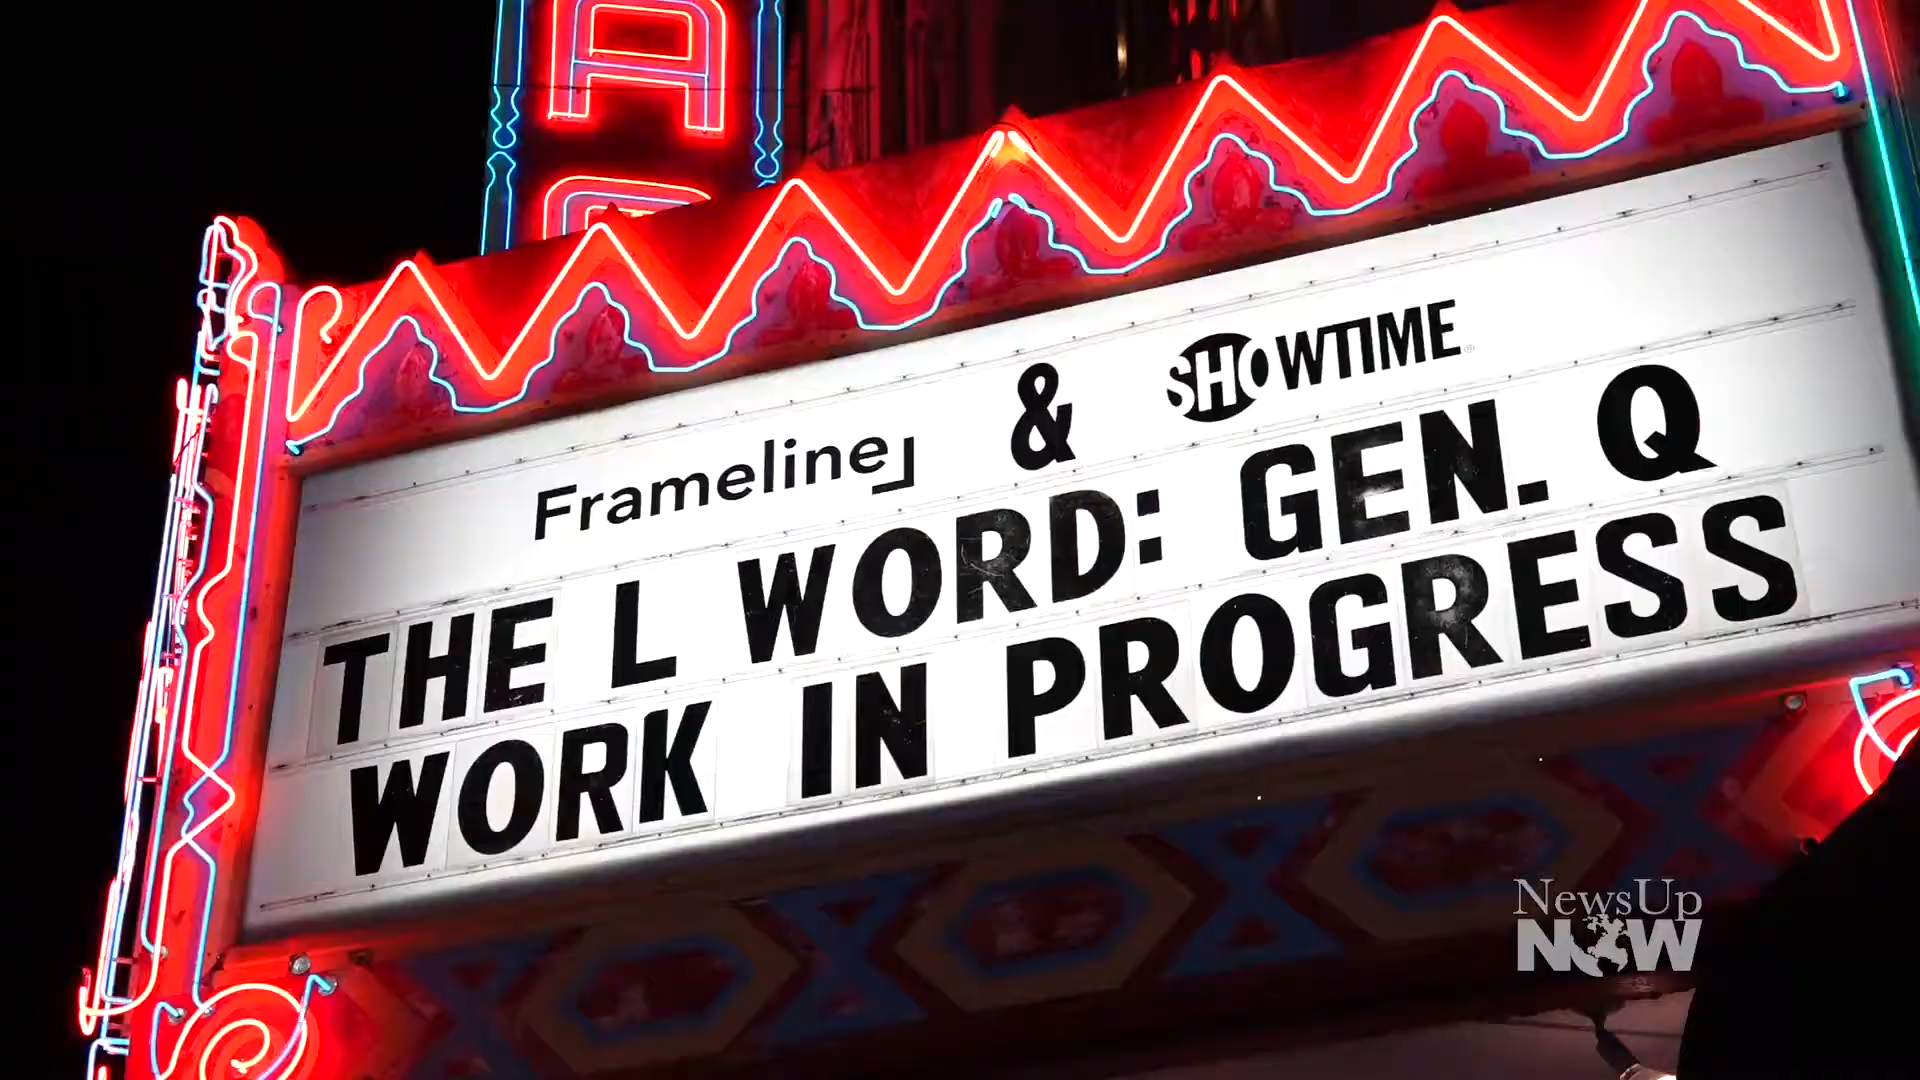 A
Frameline & SHOWTIME®
THE L WORD: GEN. Q
WORK IN PROGRESS
NewsUp
NOW